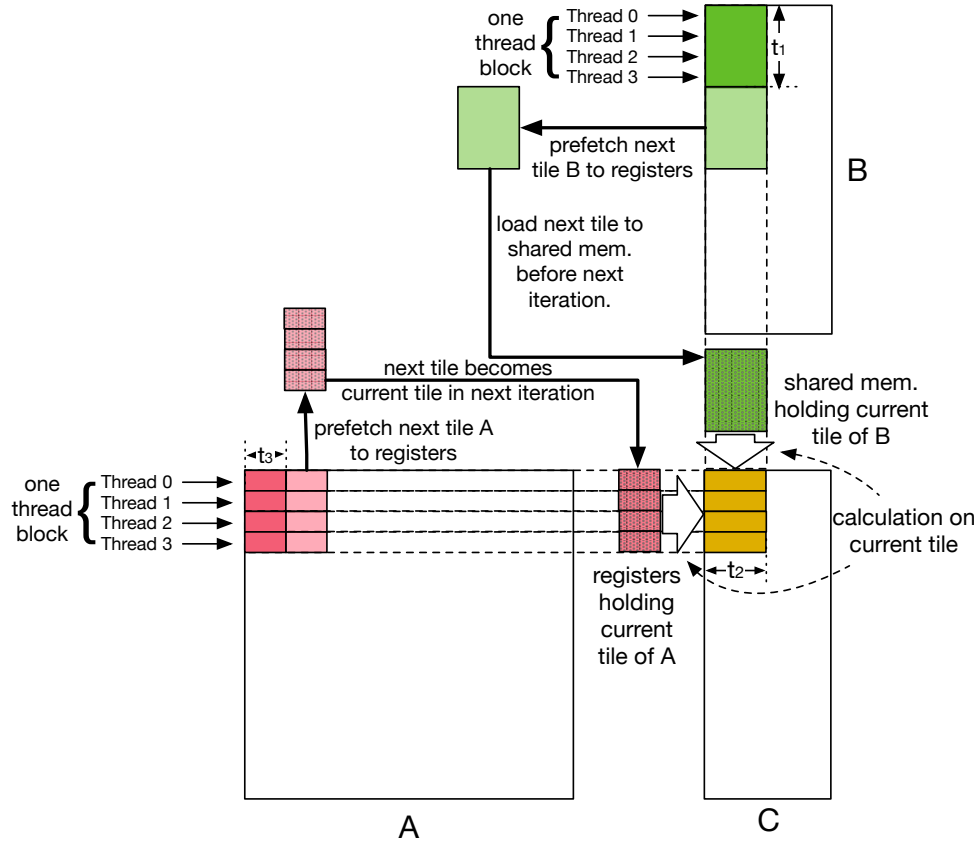 one
thread
block
{
Thread 0
Thread 1
Thread 2
Thread 3
t1
prefetch next
tile B to registers
B
load next tile to
shared mem.
before next
iteration.
next tile becomes
current tile in next iteration
shared mem.
holding current
tile of B
prefetch next tile A
to registers
t3
one
thread
block
{
Thread 0
Thread 1
Thread 2
Thread 3
calculation on
current tile
t2
registers
holding
current
tile of A
A
C